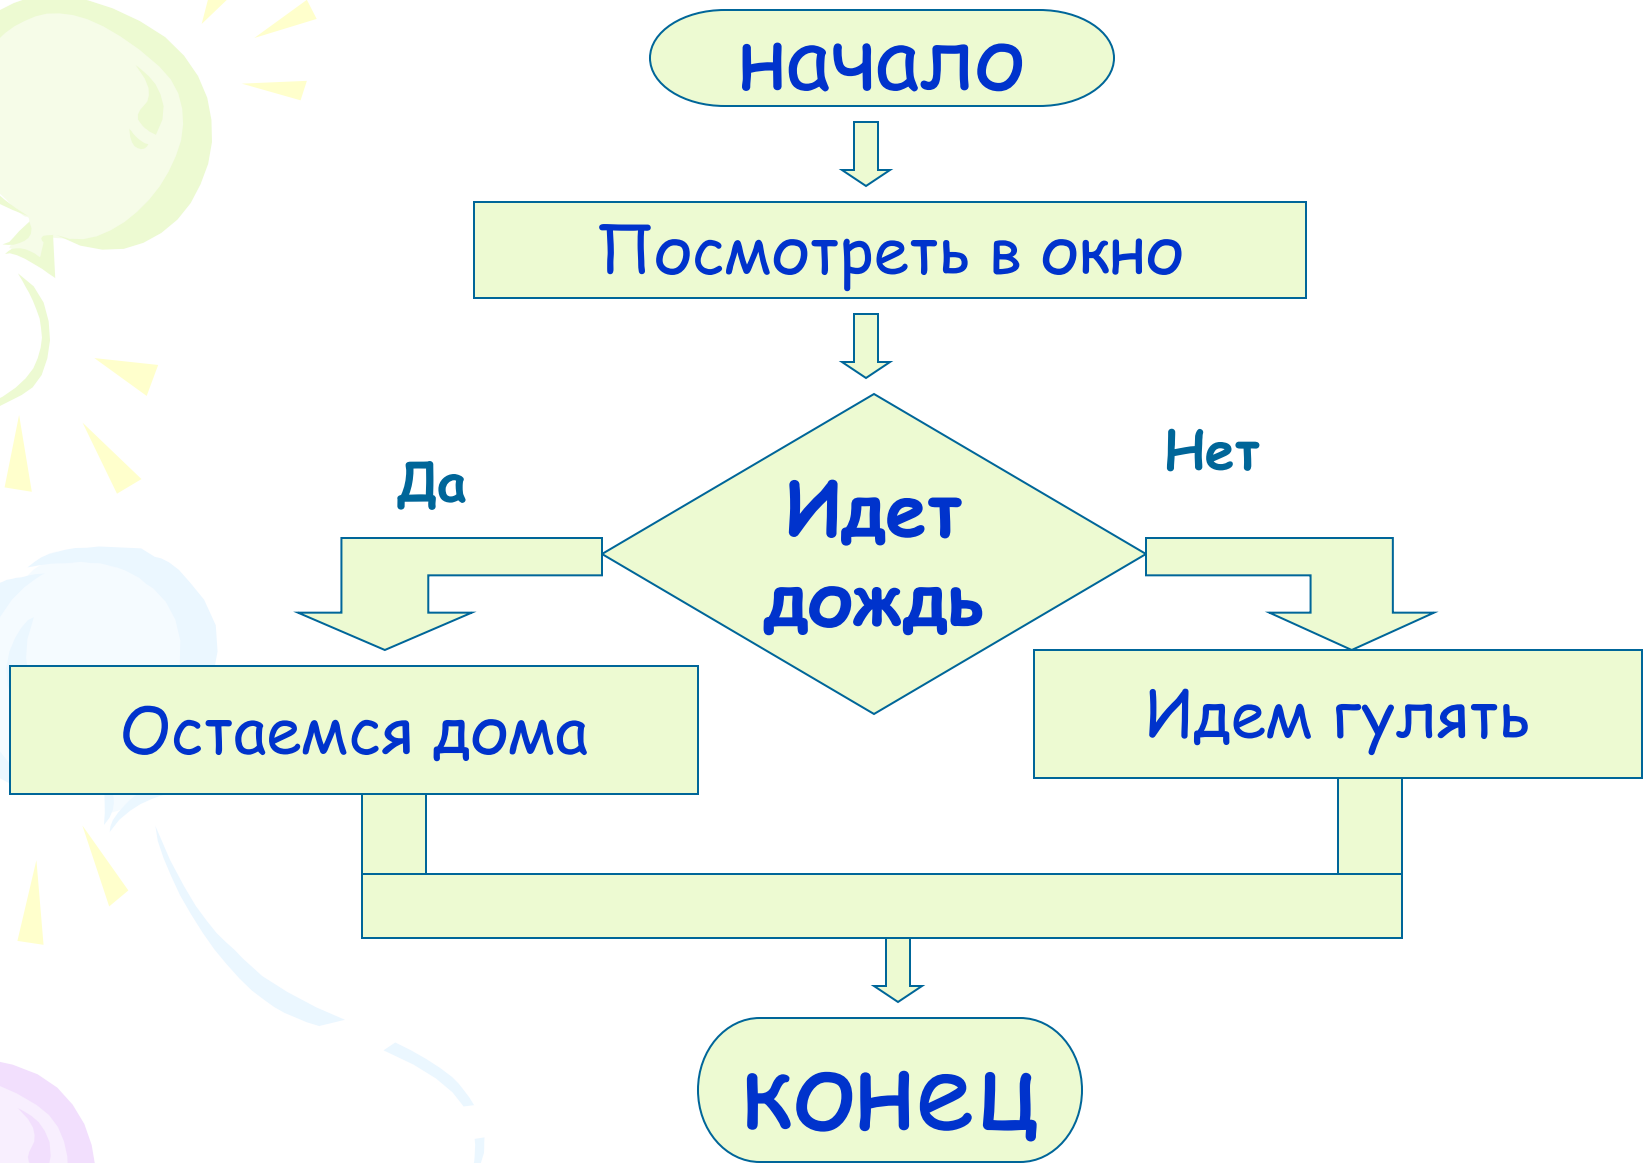 начало
Посмотреть в окно
Да
Нет
Идет
дождь
Остаемся дома
Идем гулять
конец